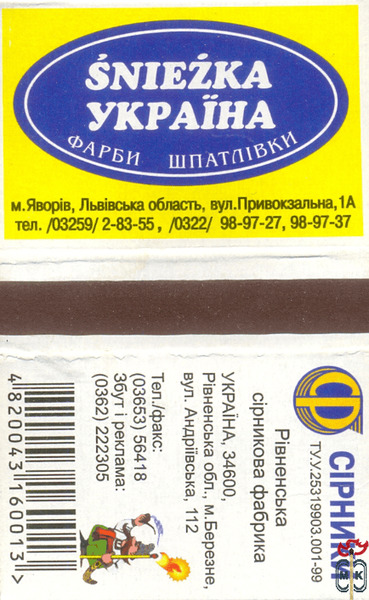 ŚNIEŻKA
УКРАЇНА
ФАРБИ ШПАТЛІВКИ
м.Яворів, Львівська область, вул.Привокзальна,1А
тел. /03259/ 2-83-55 , /0322/ 98-97-27, 98-97-37
СІРНИКИ
ТУ.У.25319903.001-99
Рівненська
сірникова фабрика
УКРАЇНА, 34600,
Рівненська обл., м.Березне,
вул. Андріївська, 112
Тел./факс:
(03653) 56418
Збут і реклама:
(0362) 222305
4820043160013>